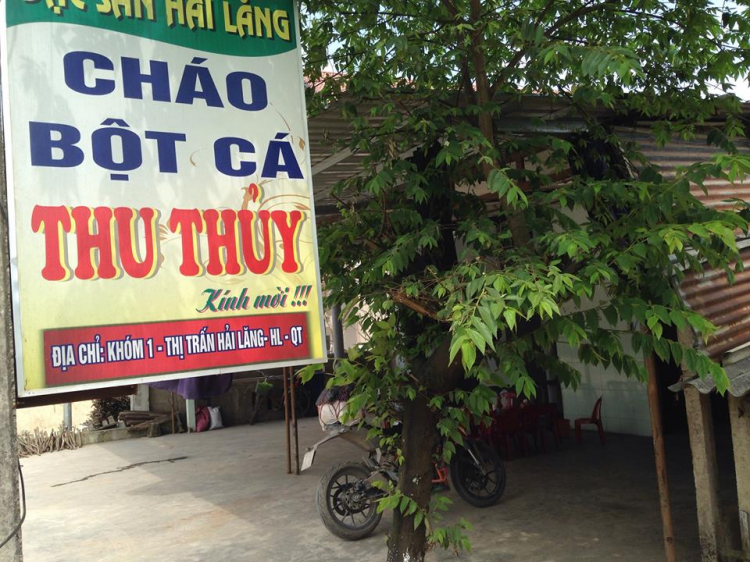 ĐẶC SẢN HẢI LĂNG
CHÁO
BỘT CÁ
THU THỦY
Kính mời !!!
ĐỊA CHỈ: KHÓM 1 - THỊ TRẤN HẢI LĂNG- HL - QT